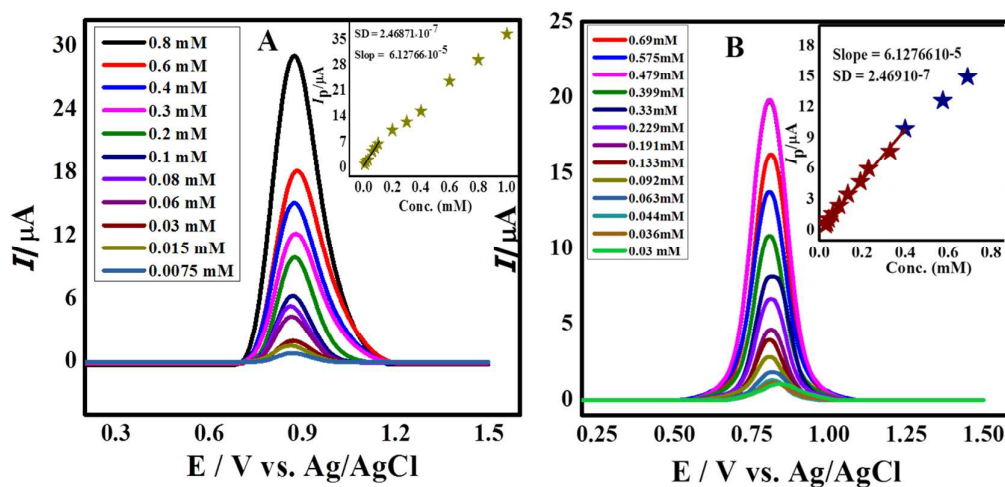 A
I/µA
30
24
18
12
6
0
0.8 mM
0.6 mM
0.4 mM
0.3 mM
0.2 mM
0.1 mM
0.08 mM
0.06 mM
0.03 mM
0.015 mM
0.0075 mM
SD = 2.46871·10-7
Slop = 6.12766·10-5
Ip/µA
35
28
21
14
7
0
0.0 0.2 0.4 0.6 0.8 1.0
Conc. (mM)
0.3 0.6 0.9 1.2 1.5
E / V vs. Ag/AgCl
B
I/µA
25
20
15
10
5
0
0.69mM
0.575mM
0.479mM
0.399mM
0.33mM
0.229mM
0.191mM
0.133mM
0.092mM
0.063mM
0.044mM
0.036mM
0.03 mM
Slope = 6.1276610-5
SD = 2.46910-7
Ip/µA
18
15
12
9
6
3
0
0.0 0.2 0.4 0.6 0.8
Conc. (mM)
0.25 0.50 0.75 1.00 1.25 1.50
E / V vs. Ag/AgCl